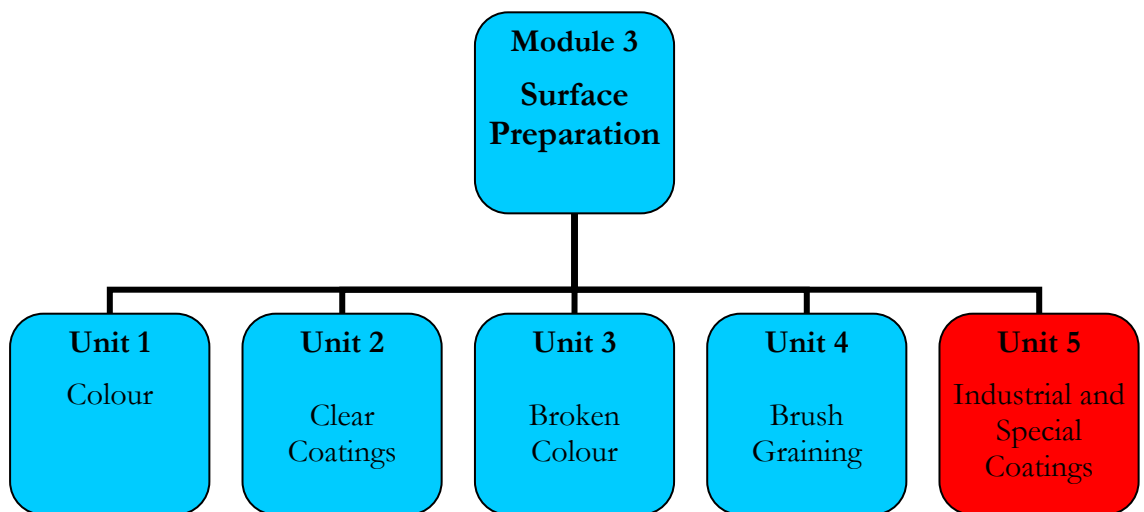 Module 3
Surface
Preparation
Unit 1
Colour
Unit 2
Clear
Coatings
Unit 3
Broken
Colour
Unit 4
Brush
Graining
Unit 5
Industrial and
Special
Coatings